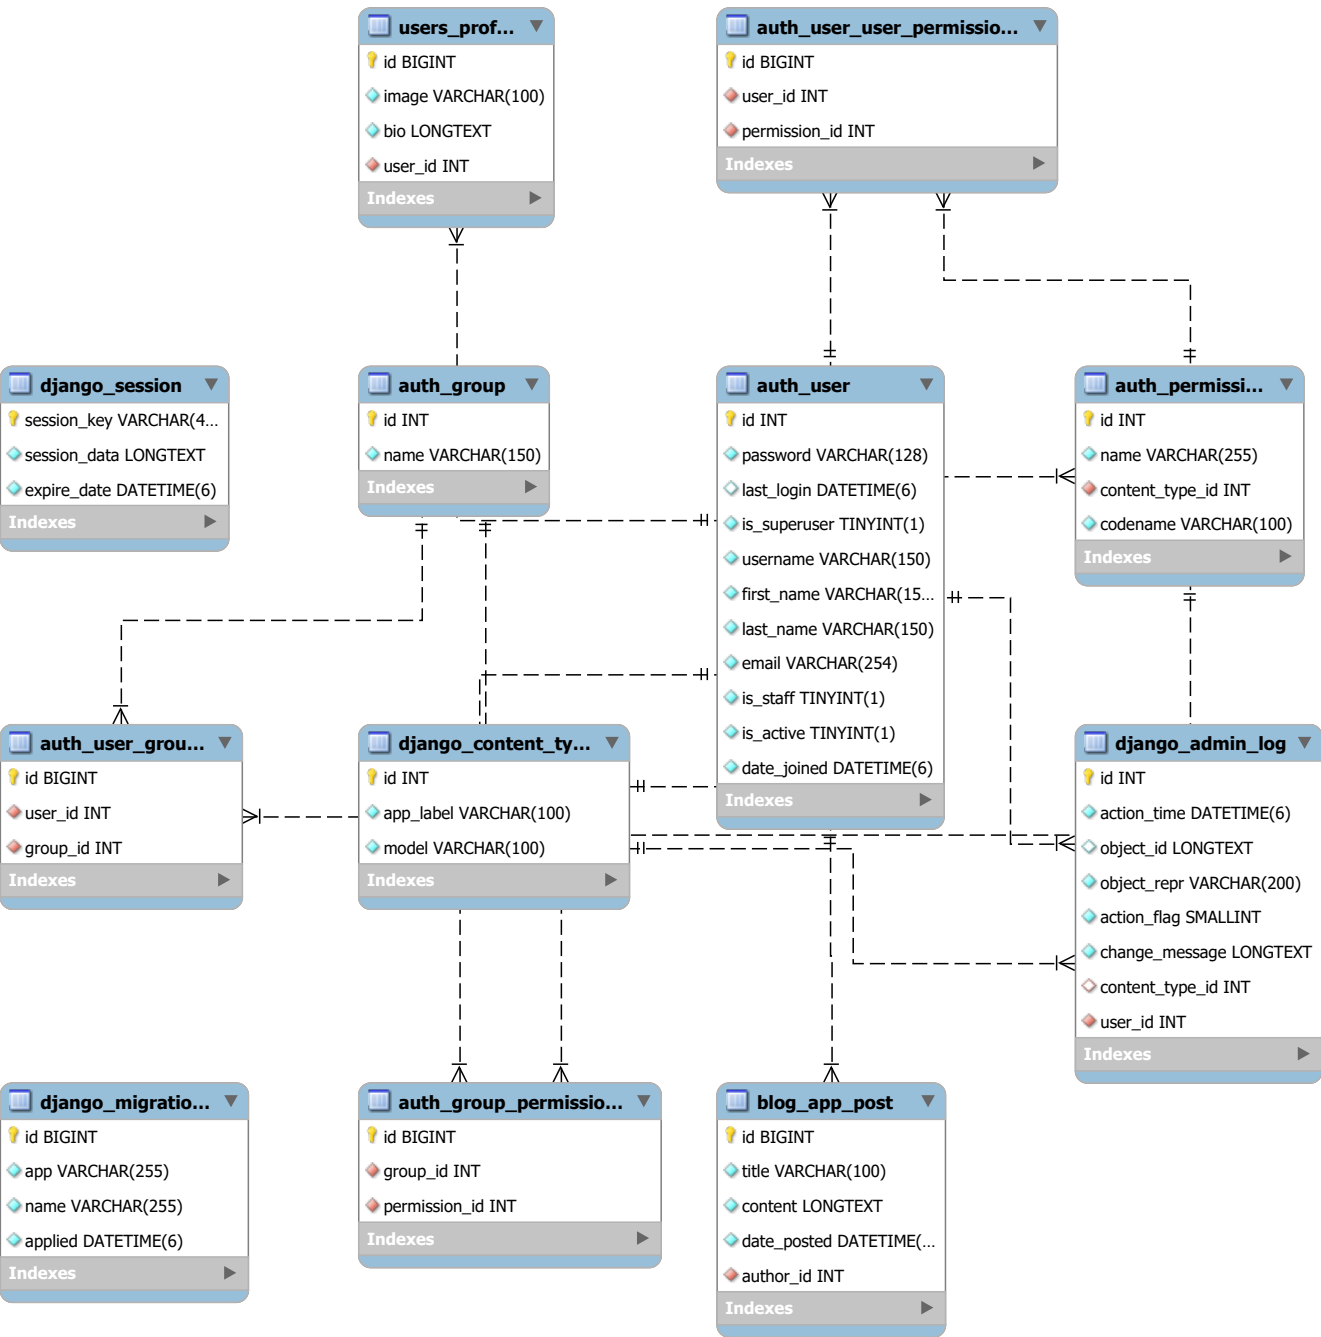 users_prof...
id BIGINT
image VARCHAR(100)
bio LONGTEXT
user_id INT
Indexes
auth_user_user_permissio...
id BIGINT
user_id INT
permission_id INT
Indexes
django_session
session_key VARCHAR(4...
session_data LONGTEXT
expire_date DATETIME(6)
Indexes
auth_group
id INT
name VARCHAR(150)
Indexes
auth_user
id INT
password VARCHAR(128)
last_login DATETIME(6)
is_superuser TINYINT(1)
username VARCHAR(150)
first_name VARCHAR(15...
last_name VARCHAR(150)
email VARCHAR(254)
is_staff TINYINT(1)
is_active TINYINT(1)
date_joined DATETIME(6)
Indexes
auth_permissi...
id INT
name VARCHAR(255)
content_type_id INT
codename VARCHAR(100)
Indexes
auth_user_grou...
id BIGINT
user_id INT
group_id INT
Indexes
django_content_ty...
id INT
app_label VARCHAR(100)
model VARCHAR(100)
Indexes
django_admin_log
id INT
action_time DATETIME(6)
object_id LONGTEXT
object_repr VARCHAR(200)
action_flag SMALLINT
change_message LONGTEXT
content_type_id INT
user_id INT
Indexes
django_migratio...
id BIGINT
app VARCHAR(255)
name VARCHAR(255)
applied DATETIME(6)
Indexes
auth_group_permissio...
id BIGINT
group_id INT
permission_id INT
Indexes
blog_app_post
id BIGINT
title VARCHAR(100)
content LONGTEXT
date_posted DATETIME(...
author_id INT
Indexes